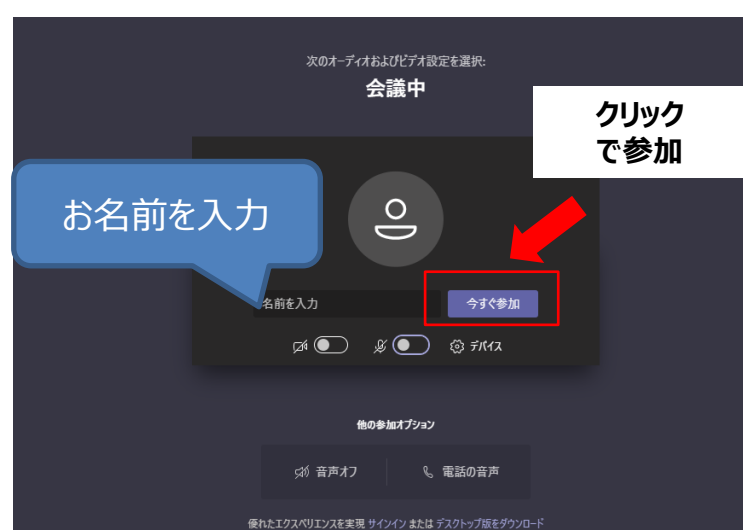 次のオーディオおよびビデオ設定を選択:
会議中
クリック
で参加
お名前を入力
名前を入力
今すぐ参加
デバイス
他の参加オプション
音声オフ
電話の音声
優れたエクスペリエンスを実現 サインイン または デスクトップ版をダウンロード